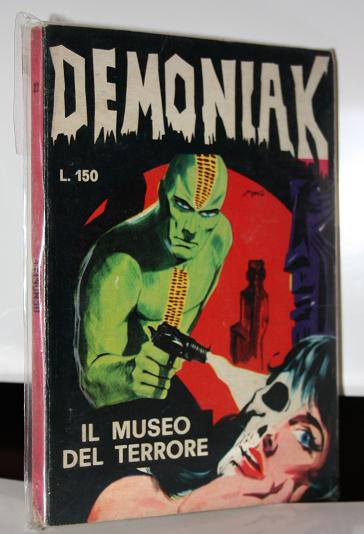 DEMONIAK
L. 150
IL MUSEO
DEL TERRORE